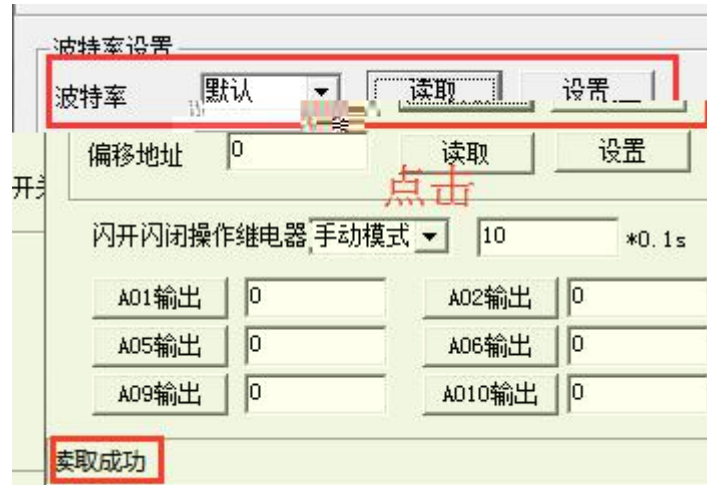 波特率设置
波特率 默认 读取 设置
偏移地址 0 读取 设置
点击
闪开闪闭操作继电器 手动模式 10 *0.1s
A01输出 0 A02输出 0
A05输出 0 A06输出 0
A09输出 0 A010输出 0
读取成功